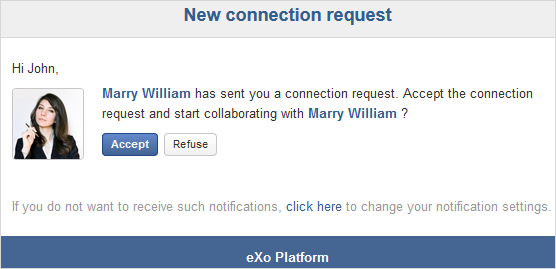 New connection request
Hi John,
Marry William has sent you a connection request. Accept the connection
request and start collaborating with Marry William ?
Accept Refuse
If you do not want to receive such notifications, click here to change your notification settings.
eXo Platform